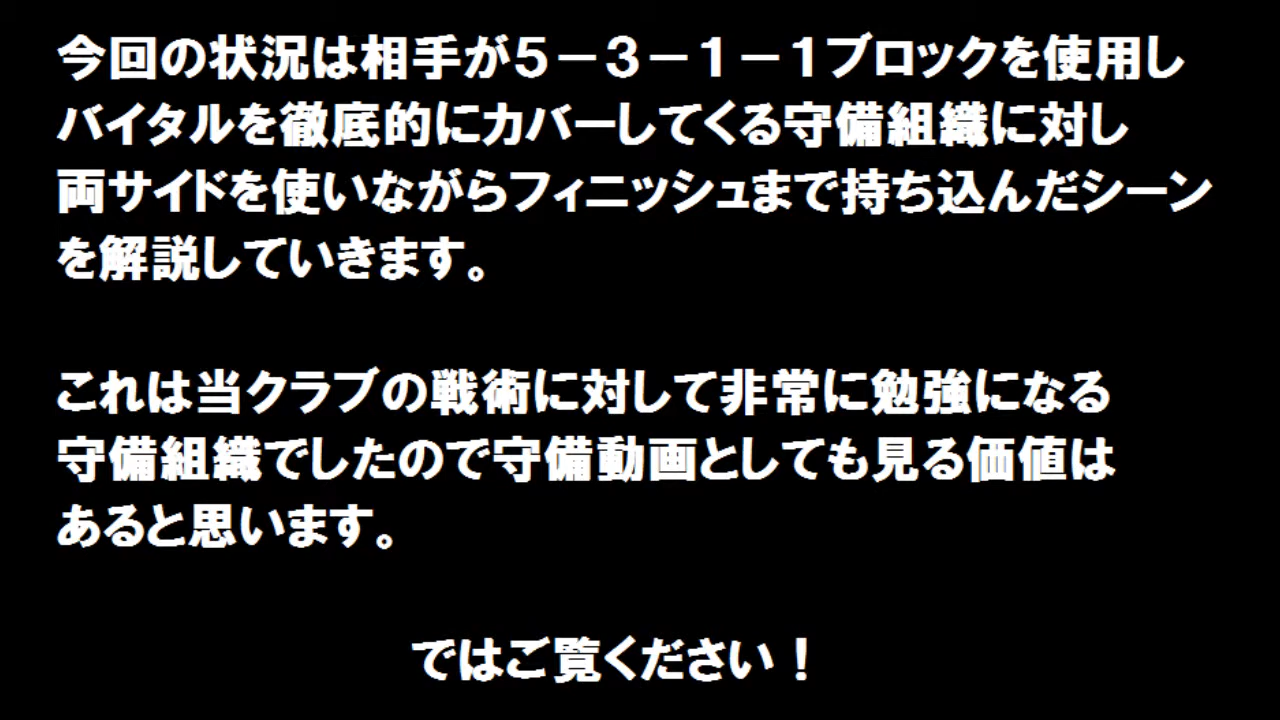 今回の状況は相手が５－３－１－１ブロックを使用し
バイタルを徹底的にカバーしてくる守備組織に対し
両サイドを使いながらフィニッシュまで持ち込んだシーン
を解説していきます。
これは当クラブの戦術に対して非常に勉強になる
守備組織でしたので守備動画としても見る価値は
あると思います。
ではご覧ください！